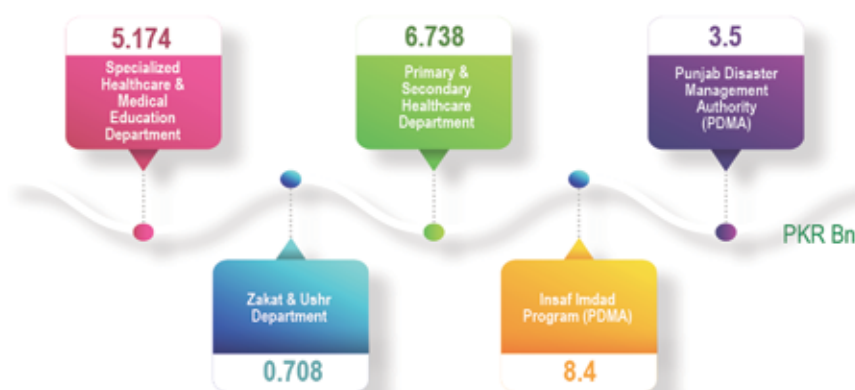 5.174
Specialized
Healthcare &
Medical
Education
Department
6.738
Primary &
Secondary
Healthcare
Department
3.5
Punjab Disaster
Management
Authority
(PDMA)
PKR Bn
Zakat & Ushr
Department
0.708
Insaf Imdad
Program (PDMA)
8.4